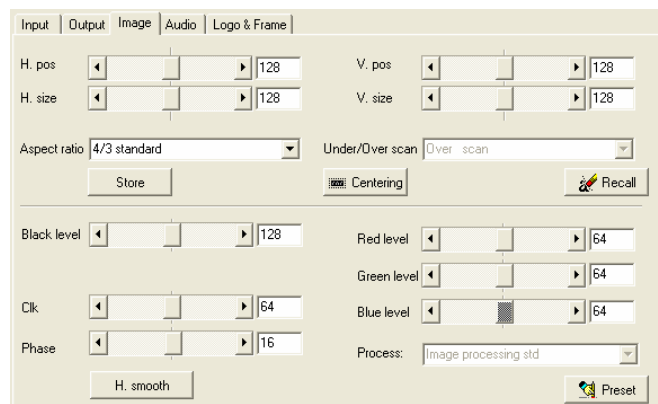 Input Output Image Audio Logo & Frame
H. pos 128 V. pos 128
H. size 128 V. size 128
Aspect ratio 4/3 standard Under/Over scan Over scan
Store Centering Recall
Black level 128 Red level 64
Green level 64
Clk 64 Blue level 64
Phase 16 Process: Image processing std
H. smooth Preset